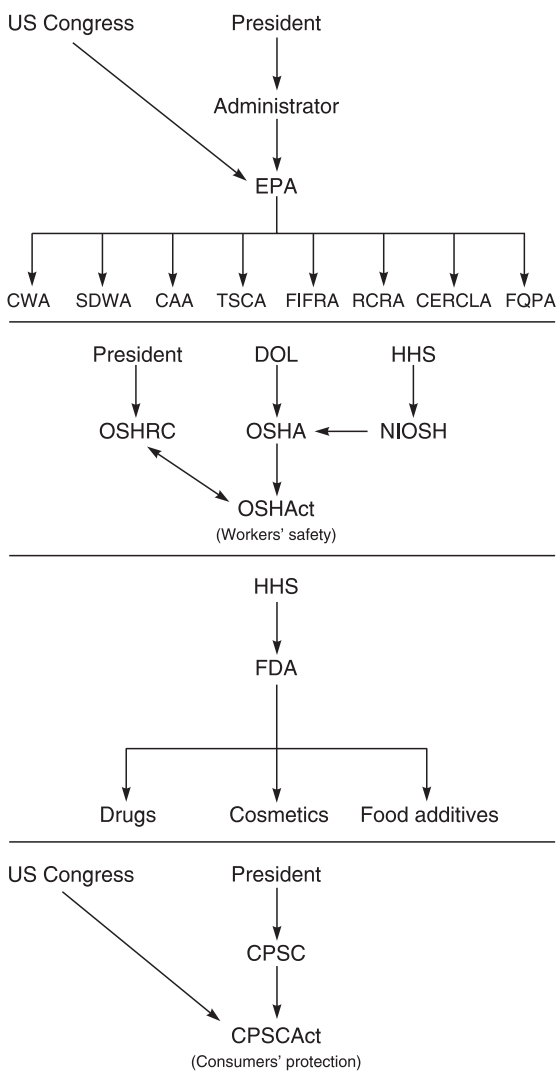 US Congress President
Administrator
EPA
CWA SDWA CAA TSCA FIFRA RCRA CERCLA FQPA
President DOL HHS
OSHRC OSHA NIOSH
OSHAct
(Workers' safety)
HHS
FDA
Drugs Cosmetics Food additives
US Congress President
CPSC
CPSCAct
(Consumers' protection)